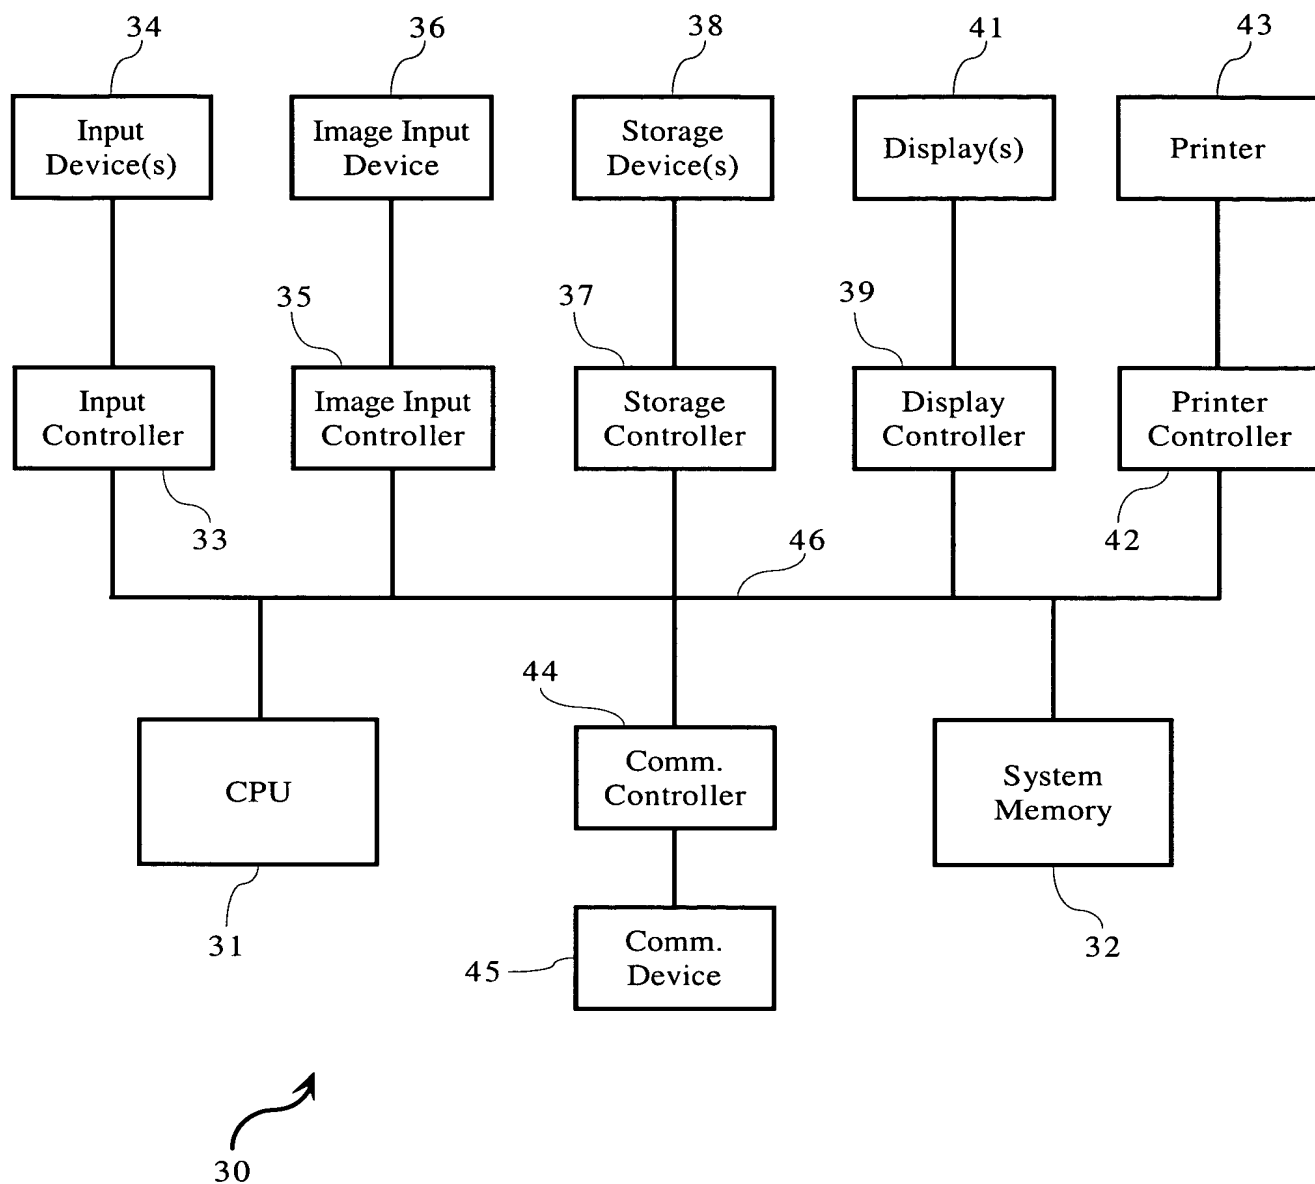 34
36
38
41
43
Input
Device(s)
Image Input
Device
Storage
Device(s)
Display(s)
Printer
35
37
39
Input
Controller
Image Input
Controller
Storage
Controller
Display
Controller
Printer
Controller
33
46
42
44
CPU
Comm.
Controller
System
Memory
31
45
Comm.
Device
32
30